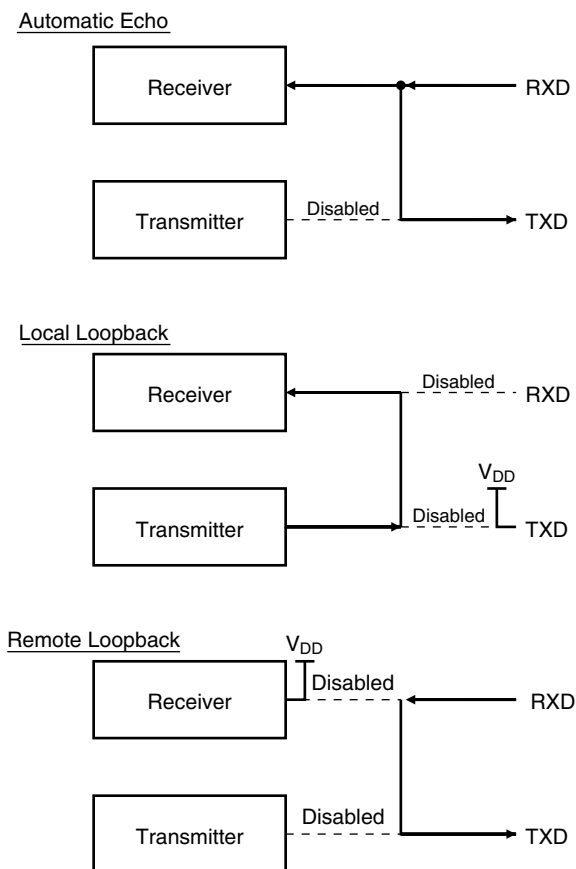 Automatic Echo
Receiver
RXD
Transmitter
Disabled
TXD
Local Loopback
Receiver
Disabled
RXD
VDD
Transmitter
Disabled
TXD
Remote Loopback
VDD
Receiver
Disabled
RXD
Transmitter
Disabled
TXD